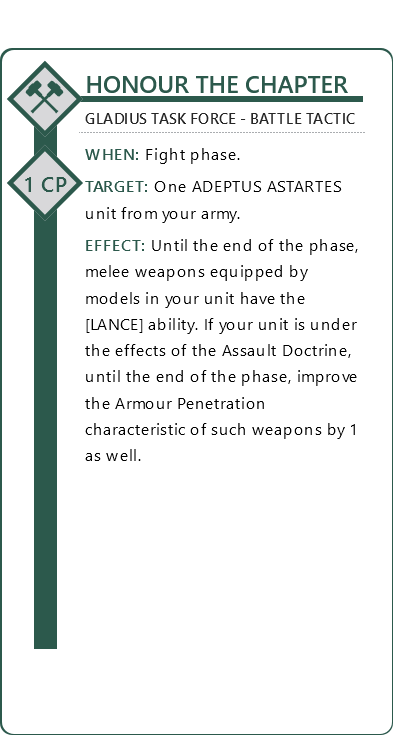 HONOUR THE CHAPTER
GLADIUS TASK FORCE - BATTLE TACTIC
WHEN: Fight phase.
1 CP
TARGET: One ADEPTUS ASTARTES
unit from your army.
EFFECT: Until the end of the phase,
melee weapons equipped by
models in your unit have the
[LANCE] ability. If your unit is under
the effects of the Assault Doctrine,
until the end of the phase, improve
the Armour Penetration
characteristic of such weapons by 1
as well.